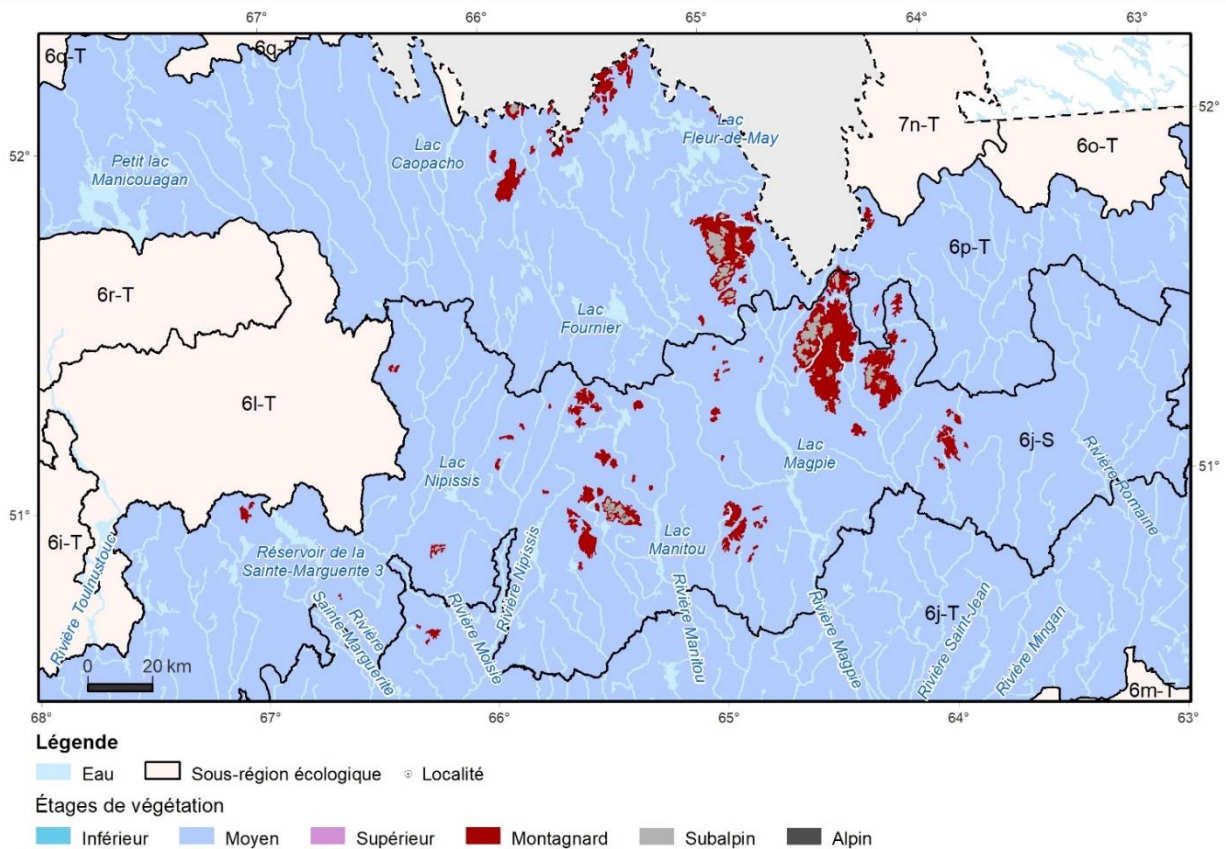 67° 66° 65° 64° 63°
6q-T 6q-T
52°
7n-T
Lac
Fleur-de-May
6o-T
52°
Lac
Caopacho
Petit lac
Manicouagan
6p-T
6r-T
Lac
Fournier
6l-T
6j-S
Lac
Magpie
51°
Lac
Nipissis
Rivière Romaine
51°
6i-T
Lac
Manitou
Réservoir de la
Sainte-Marguerite 3
Rivière Nipissis
Rivière Toulnustouc
Rivière
Sainte-Marguerite
Rivière Moisie
Rivière Manitou
Rivière Magpie
6j-T
Rivière Saint-Jean
Rivière Mingan
6m-T
0 20 km
68° 67° 66° 65° 64° 63°
Légende
Eau Sous-région écologique Localité
Étages de végétation
Inférieur Moyen Supérieur Montagnard Subalpin Alpin